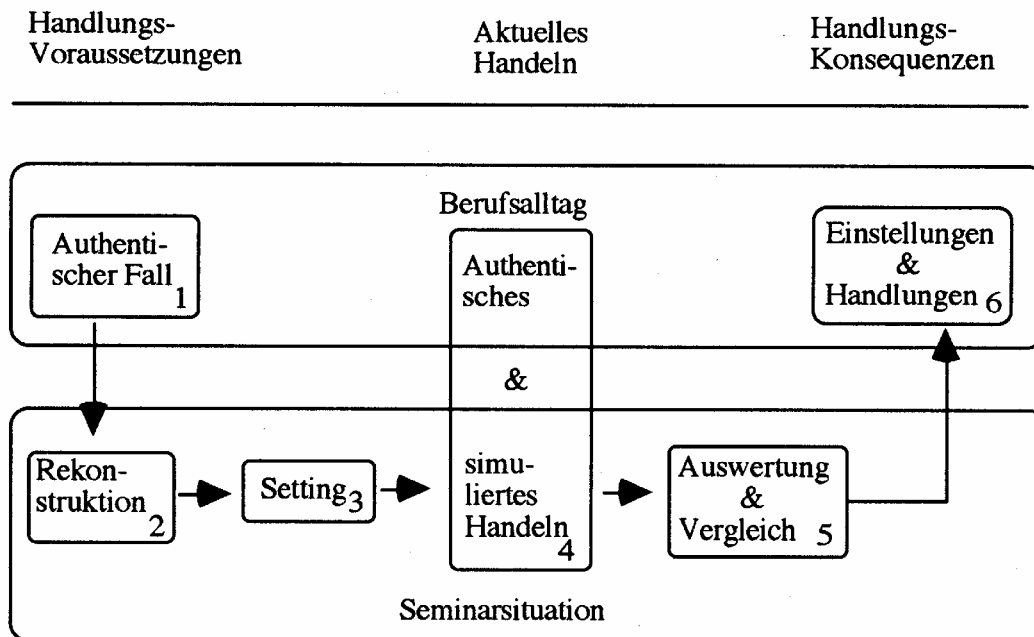 Handlungs-
Voraussetzungen
Aktuelles
Handeln
Handlungs-
Konsequenzen
Berufsalltag
Authenti-
scher Fall 1
Authenti-
sches
&
simu-
liertes
Handeln 4
Einstellungen
&
Handlungen 6
Rekon-
struktion 2
Setting 3
Auswertung
&
Vergleich 5
Seminarsituation